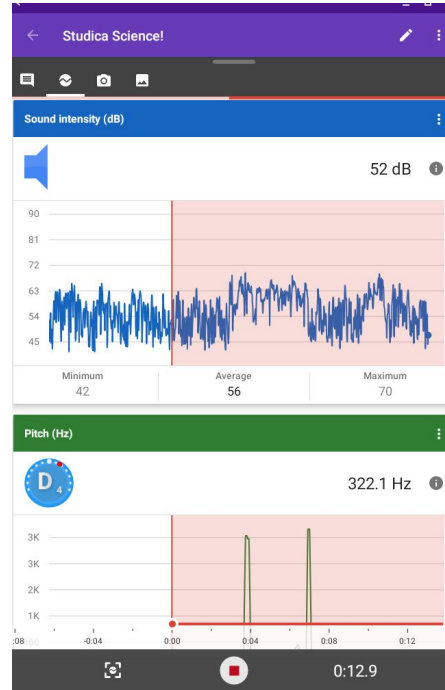 Studica Science!
Sound intensity (dB)
52 dB
90
81
72
63
54
45
Minimum
Average
Maximum
42
56
70
Pitch (Hz)
D4
322.1 Hz
3K
3K
2K
1K
:08
-0:04
0:00
0:04
0:08
0:12
0:12.9